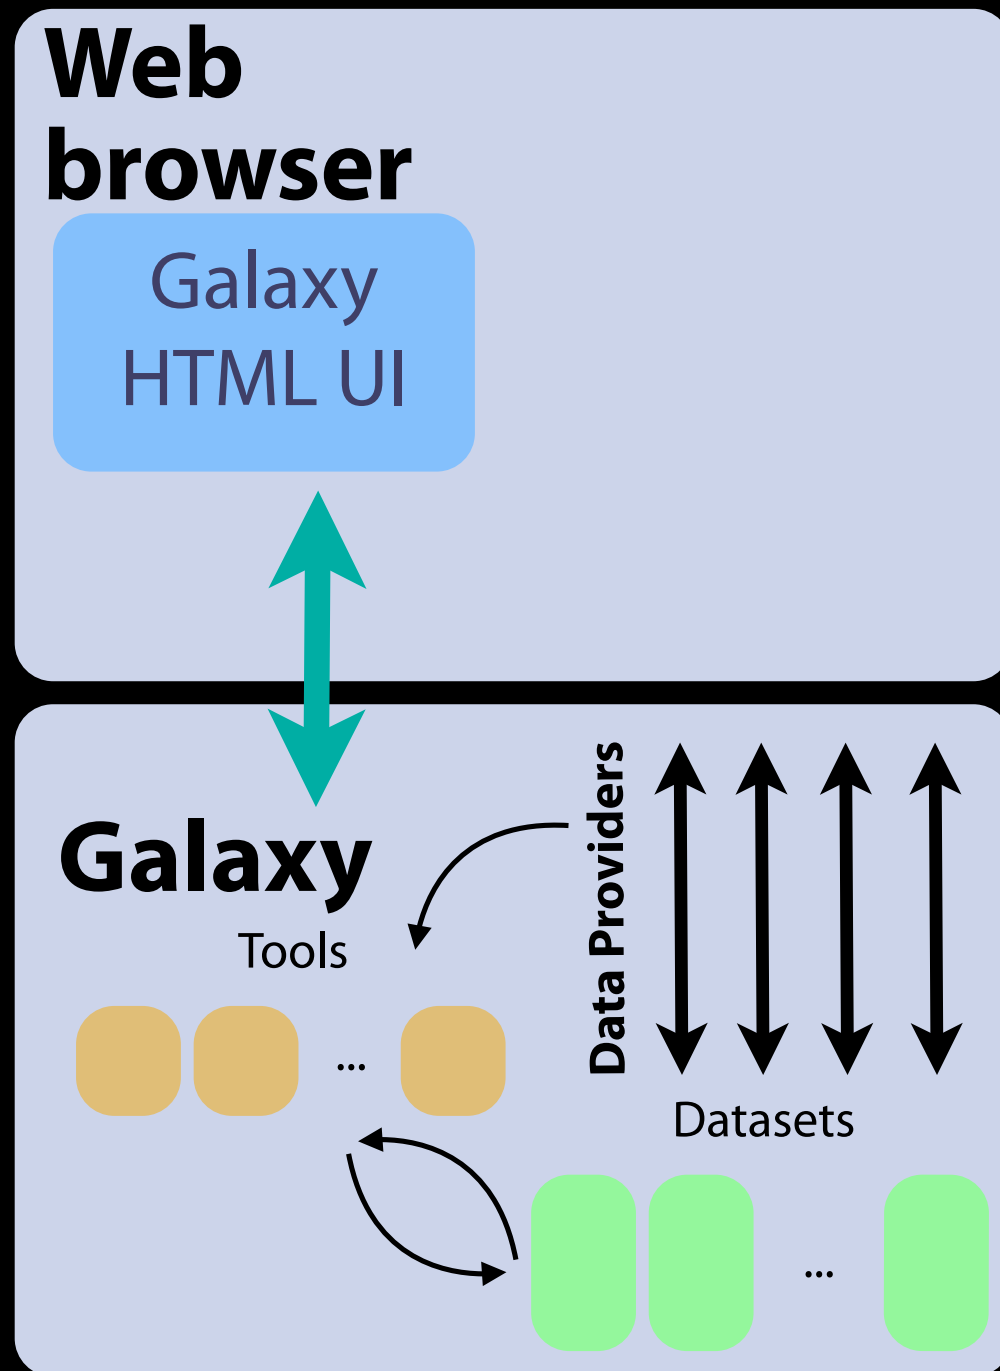 Web
browser
Galaxy
HTML UI
Galaxy
Tools
...
Data Providers
Datasets
...